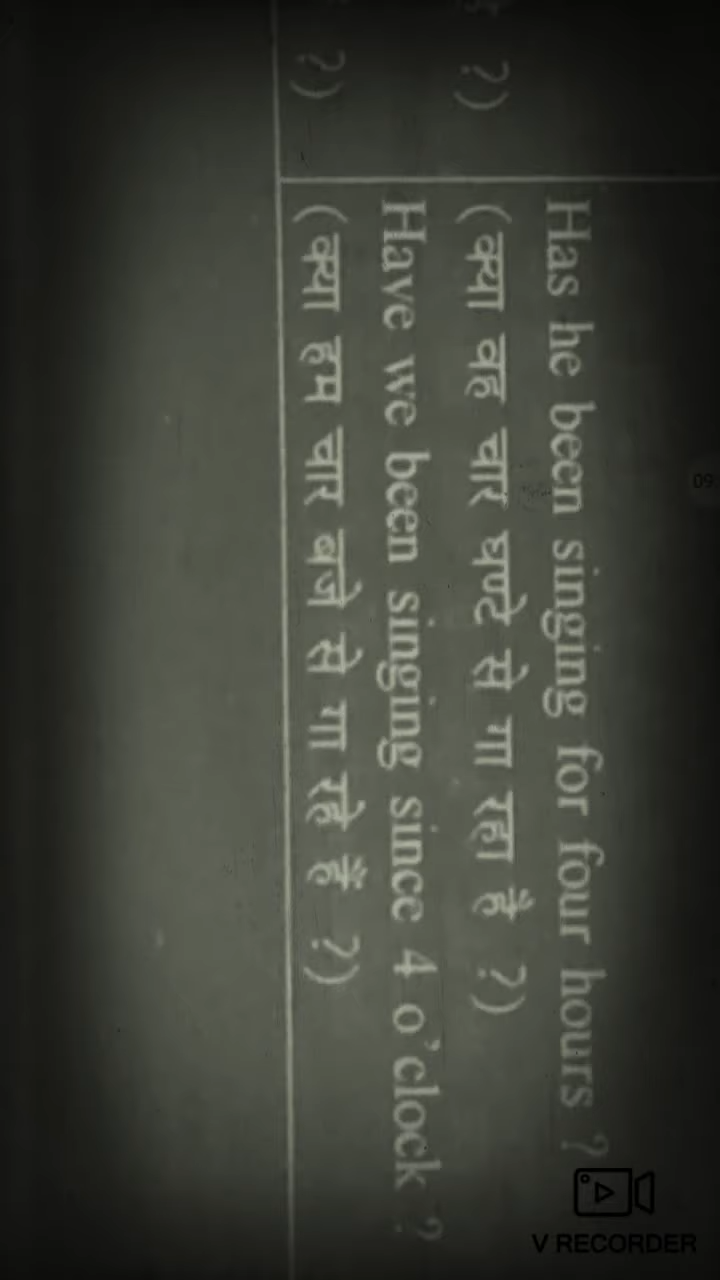 Has he been singing for four hours ?
?) (क्या वह चार घण्टे से गा रहा है ?)
Have we been singing since 4 o'clock ?
?) (क्या हम चार बजे से गा रहे हैं ?)
09
V RECORDER